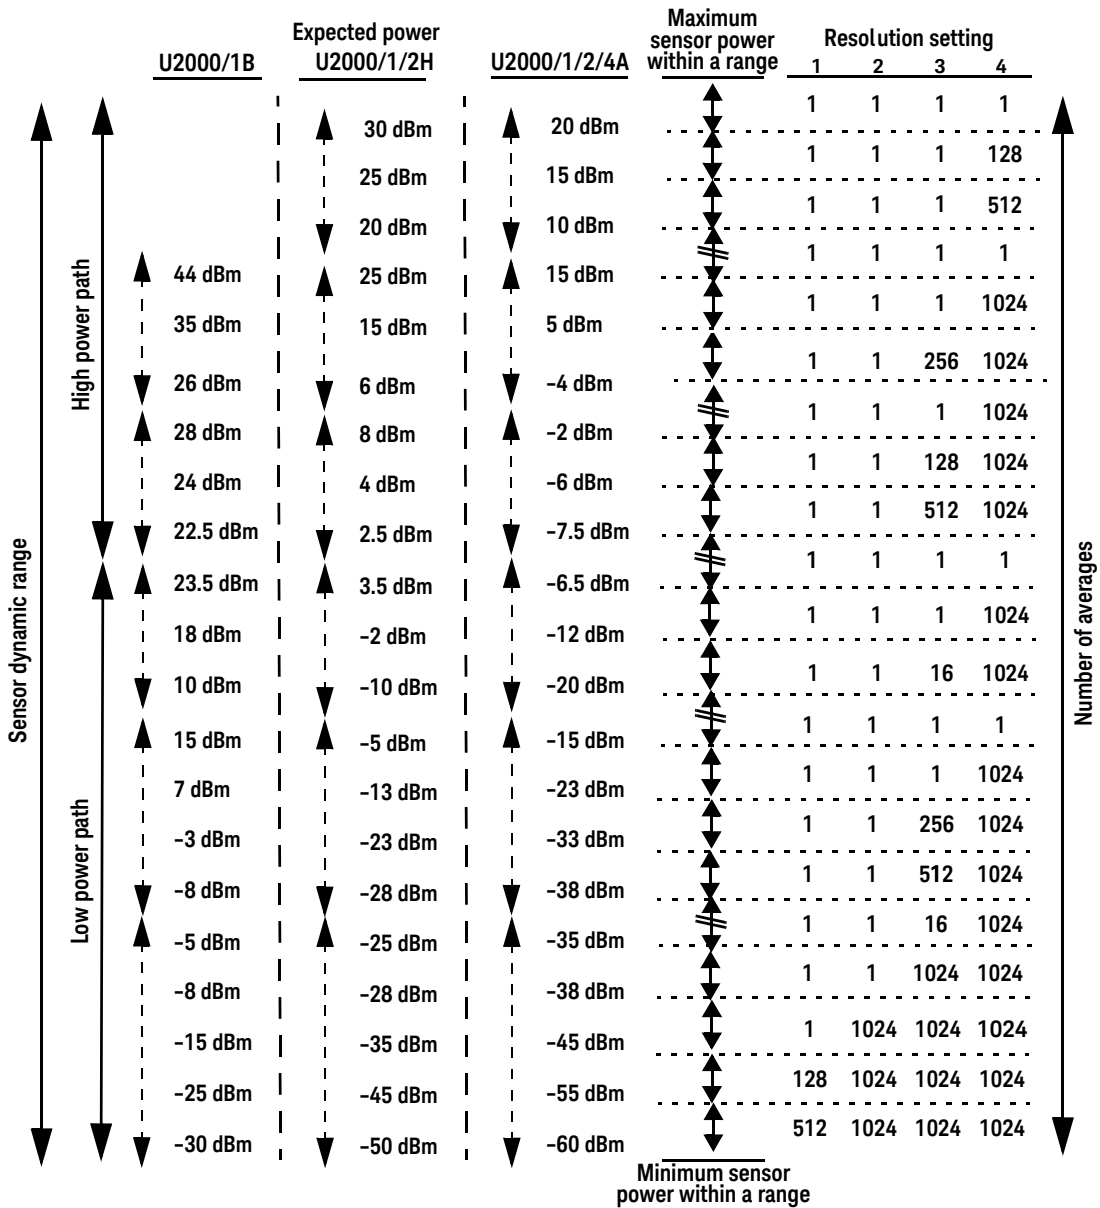 Maximum
Expected power sensor power Resolution setting
U2000/1B U2000/1/2H U2000/1/2/4A within a range 1 2 3 4
1 1 1 1
30 dBm 20 dBm
1 1 1 128
25 dBm 15 dBm
1 1 1 512
20 dBm 10 dBm
1 1 1 1
44 dBm 25 dBm 15 dBm
1 1 1 1024
35 dBm 15 dBm 5 dBm
1 1 256 1024
26 dBm 6 dBm –4 dBm
1 1 1 1024
28 dBm 8 dBm –2 dBm
1 1 128 1024
24 dBm 4 dBm –6 dBm
1 1 512 1024
22.5 dBm 2.5 dBm –7.5 dBm
1 1 1 1
23.5 dBm 3.5 dBm –6.5 dBm
1 1 1 1024
18 dBm –2 dBm –12 dBm
1 1 16 1024
10 dBm –10 dBm –20 dBm
1 1 1 1
15 dBm –5 dBm –15 dBm
1 1 1 1024
7 dBm –13 dBm –23 dBm
1 1 256 1024
–3 dBm –23 dBm –33 dBm
1 1 512 1024
–8 dBm –28 dBm –38 dBm
1 1 16 1024
–5 dBm –25 dBm –35 dBm
1 1 1024 1024
–8 dBm –28 dBm –38 dBm
1 1024 1024 1024
–15 dBm –35 dBm –45 dBm
128 1024 1024 1024
–25 dBm –45 dBm –55 dBm
512 1024 1024 1024
–30 dBm –50 dBm –60 dBm
Minimum sensor
power within a range
Sensor dynamic range
High power path
Low power path
Number of averages